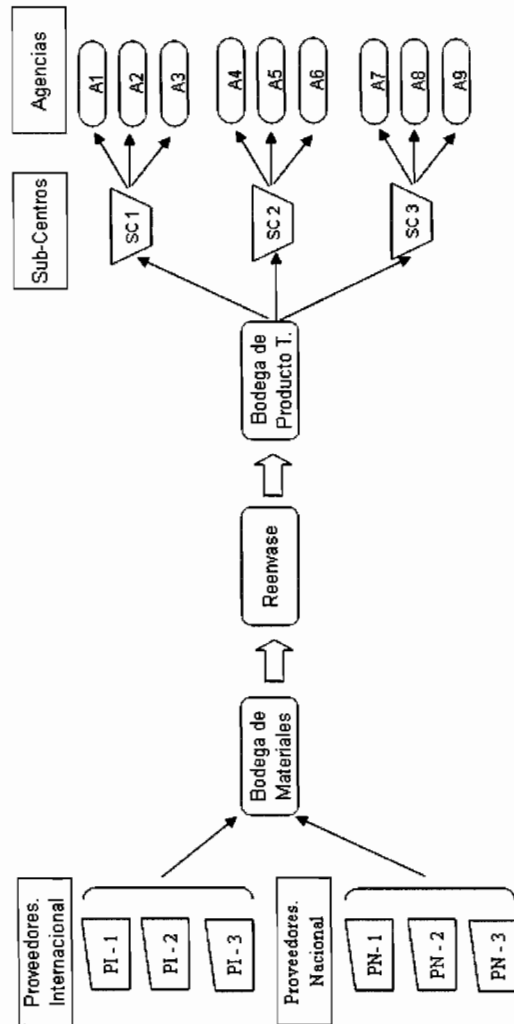 Proveedores.
Internacional
PI - 1
PI - 2
PI - 3
Proveedores.
Nacional
PN - 1
PN - 2
PN - 3
Bodega de
Materiales
Reenvase
Bodega de
Producto T.
Sub-Centros
SC 1
SC 2
SC 3
Agencias
A1
A2
A3
A4
A5
A6
A7
A8
A9